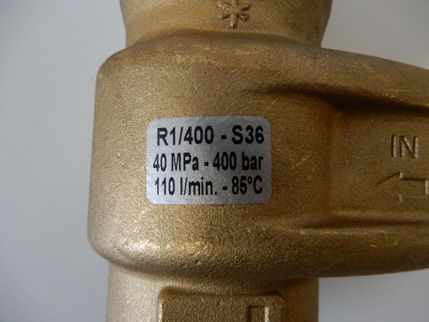 R1/400 - S36
40 MPa - 400 bar
110 l/min. - 85°C
IN